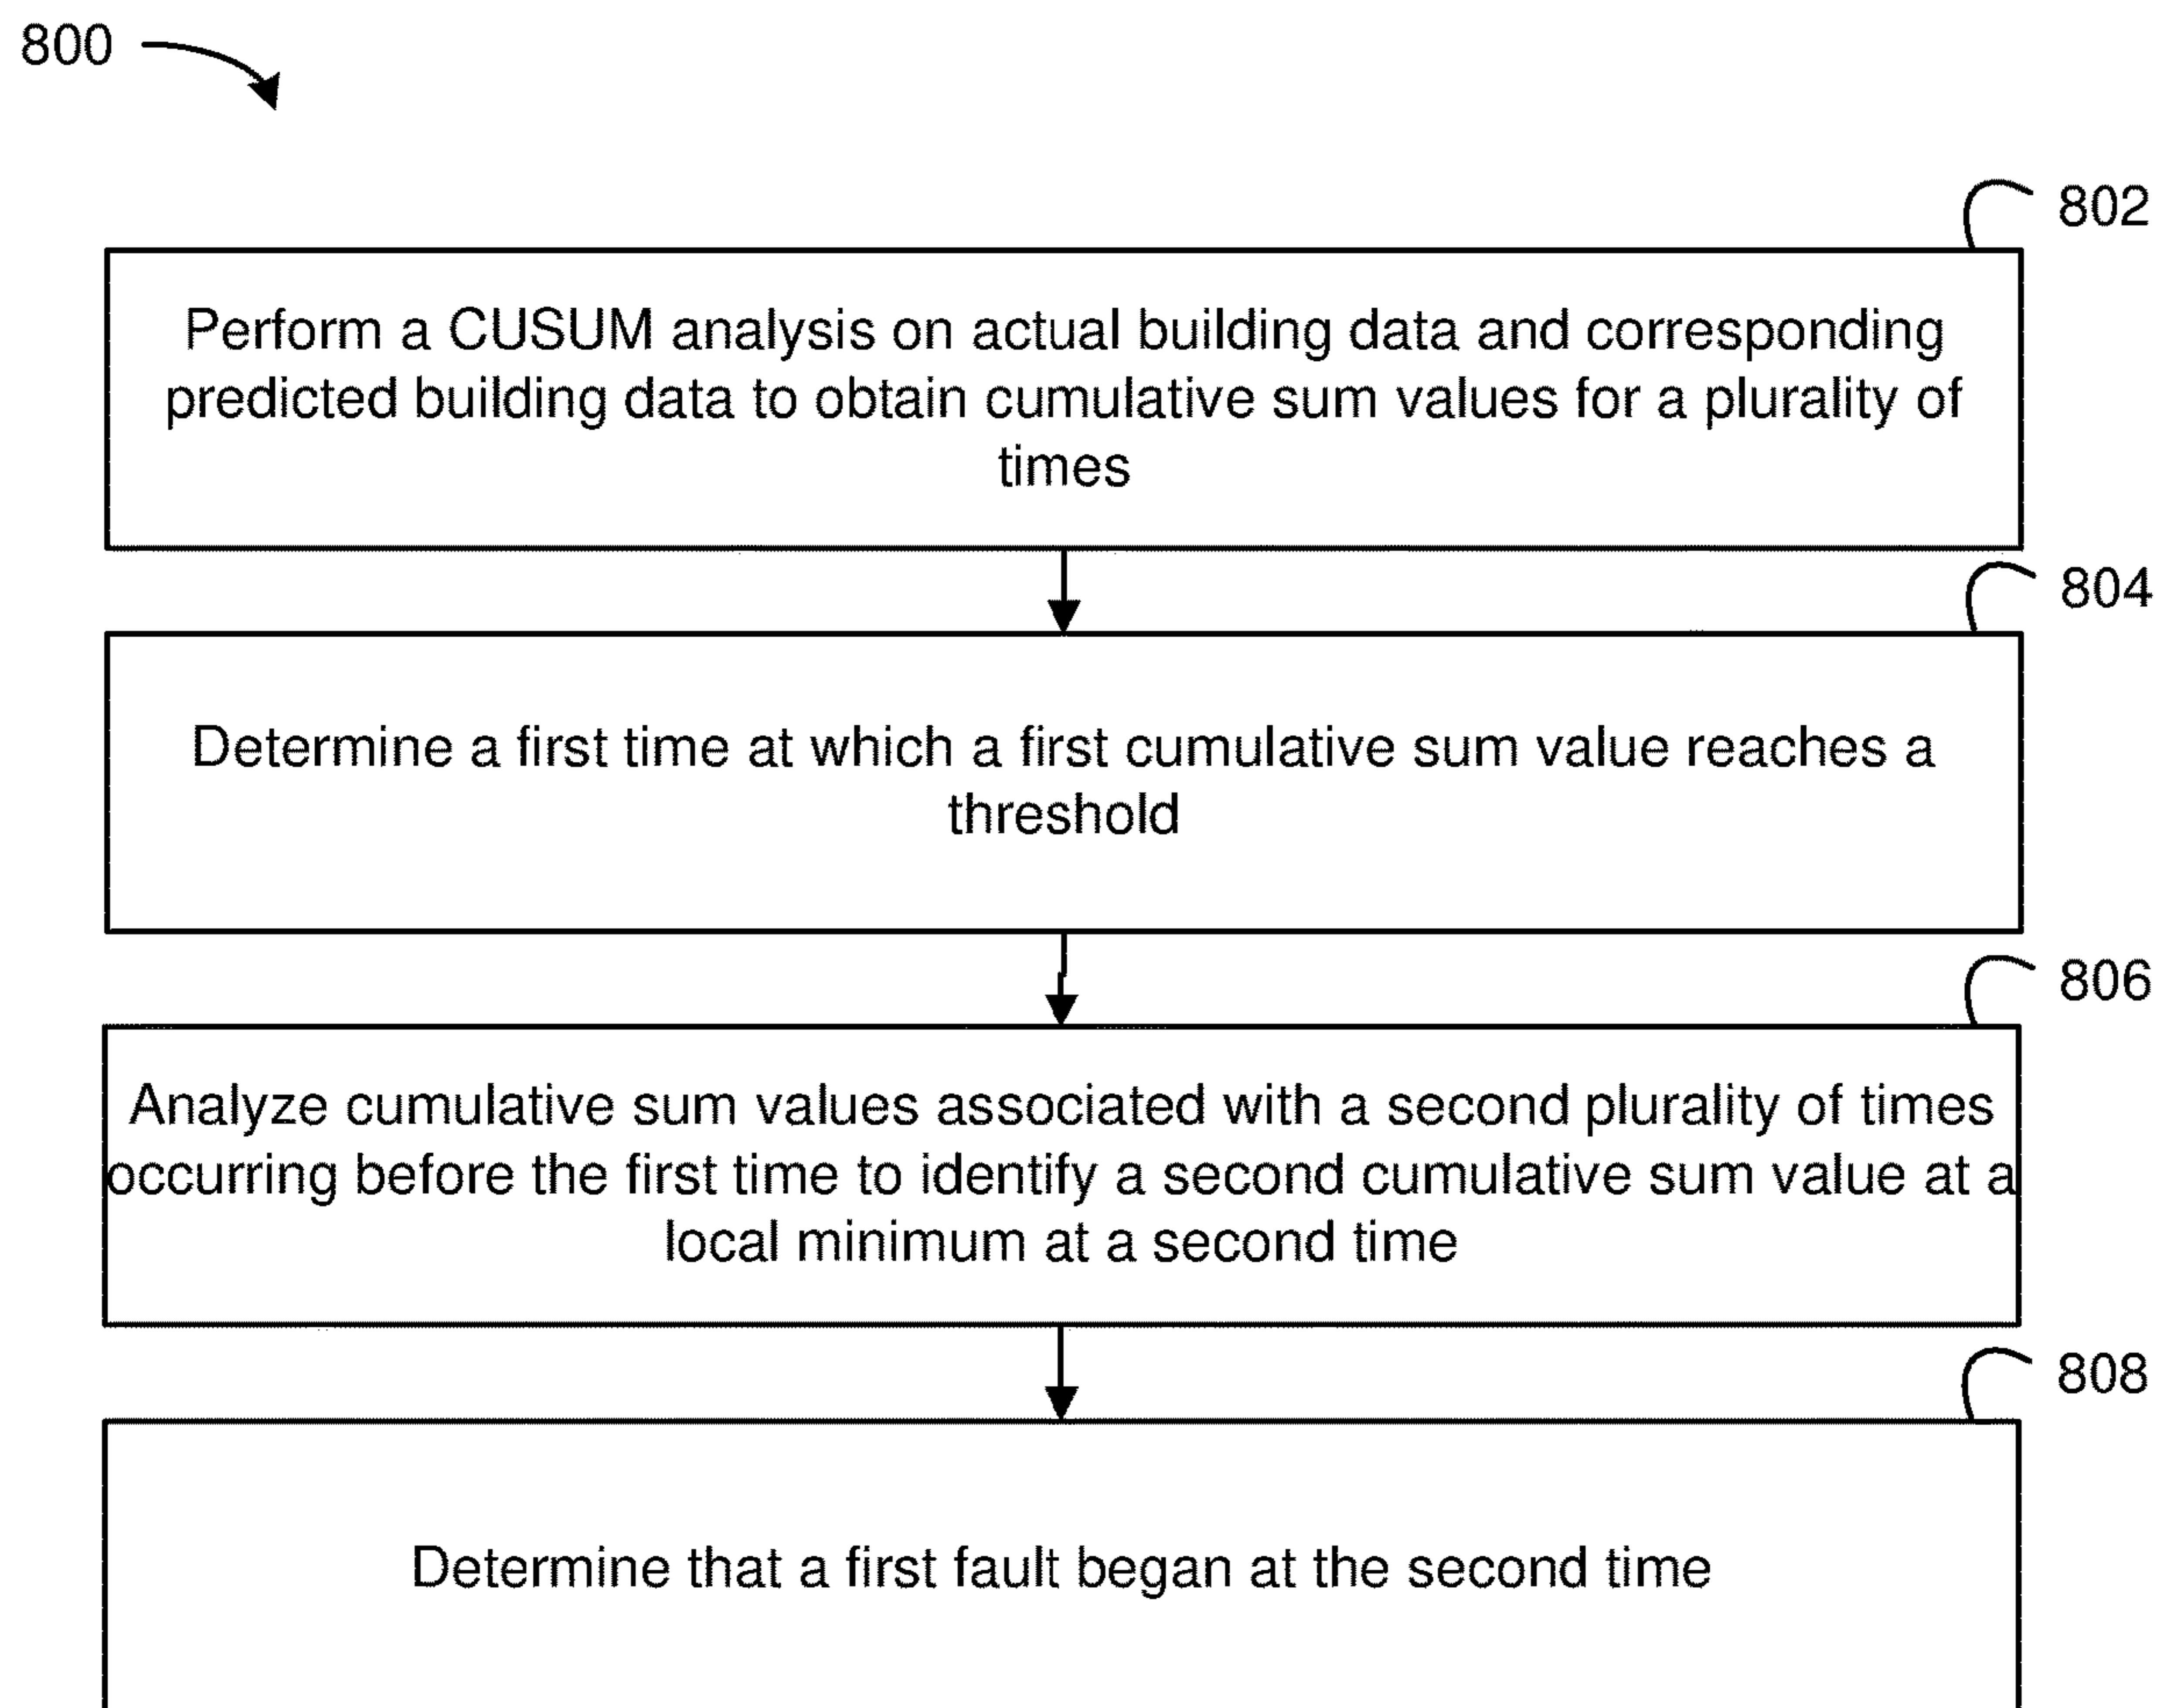 800
802
Perform a CUSUM analysis on actual building data and corresponding
predicted building data to obtain cumulative sum values for a plurality of
times
804
Determine a first time at which a first cumulative sum value reaches a
threshold
806
Analyze cumulative sum values associated with a second plurality of times
occurring before the first time to identify a second cumulative sum value at a
local minimum at a second time
808
Determine that a first fault began at the second time